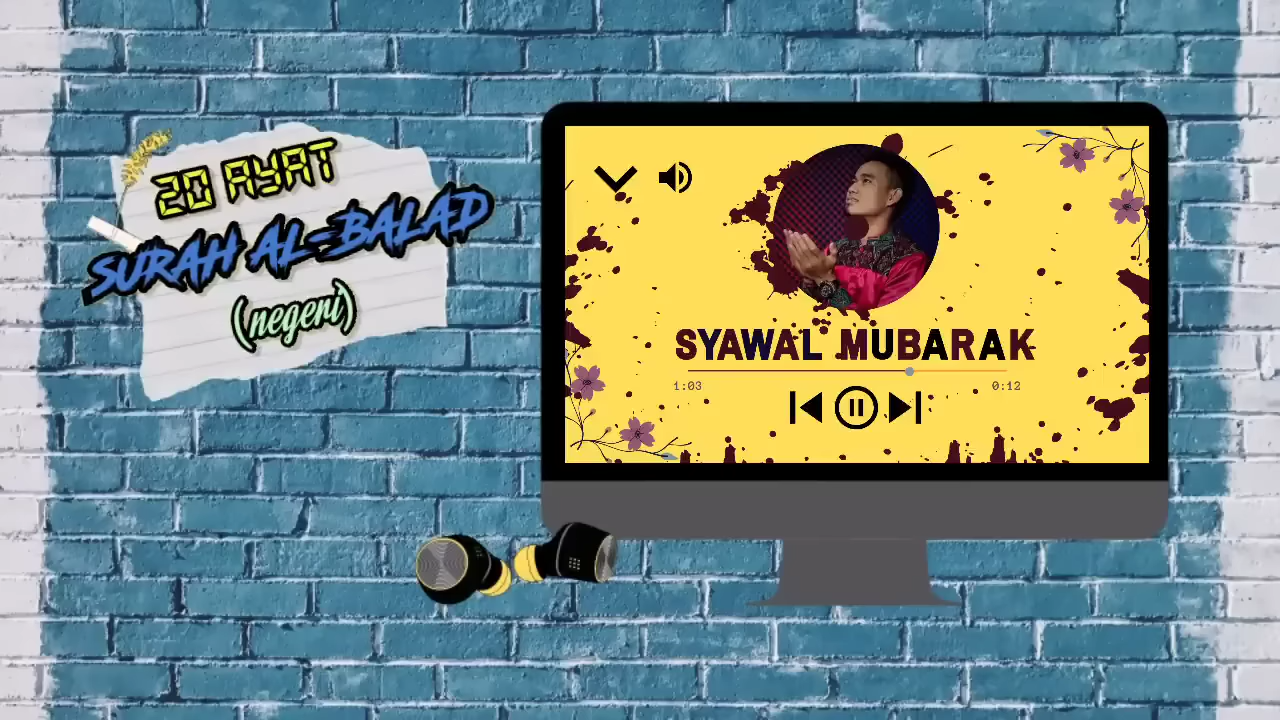 20 AYAT
SURAH AL-BALAD
(negeri)
SYAWAL MUBARAK
1:03 0:12